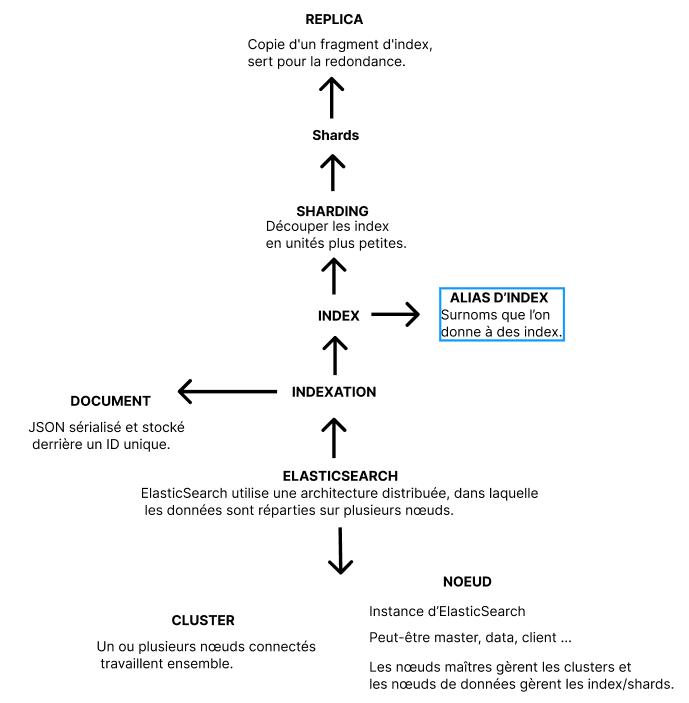 REPLICA
Copie d'un fragment d'index,
sert pour la redondance.
Shards
SHARDING
Découper les index
en unités plus petites.
INDEX
ALIAS D’INDEX
Surnoms que l’on
donne à des index.
INDEXATION
DOCUMENT
JSON sérialisé et stocké
derrière un ID unique.
ELASTICSEARCH
ElasticSearch utilise une architecture distribuée, dans laquelle
les données sont réparties sur plusieurs nœuds.
CLUSTER
Un ou plusieurs nœuds connectés
travaillent ensemble.
NOEUD
Instance d’ElasticSearch
Peut-être master, data, client ...
Les nœuds maîtres gèrent les clusters et
les nœuds de données gèrent les index/shards.